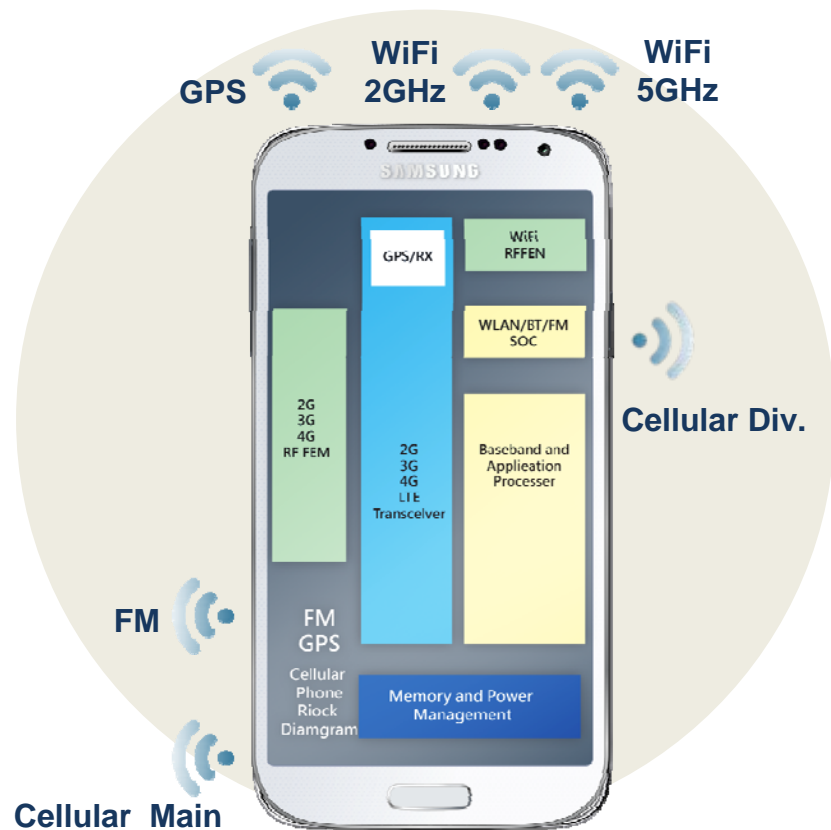 GPS
WiFi
2GHz
WiFi
5GHz
SAMSUNG
GPS/RX
WiFi
RFFEN
WLAN/BT/FM
SOC
2G
3G
4G
RF FEM
2G
3G
4G
LTE
Transcelver
Baseband and
Application
Processer
Cellular Div.
FM
FM
GPS
Cellular
Phone
Riock
Diamgram
Memory and Power
Management
Cellular Main